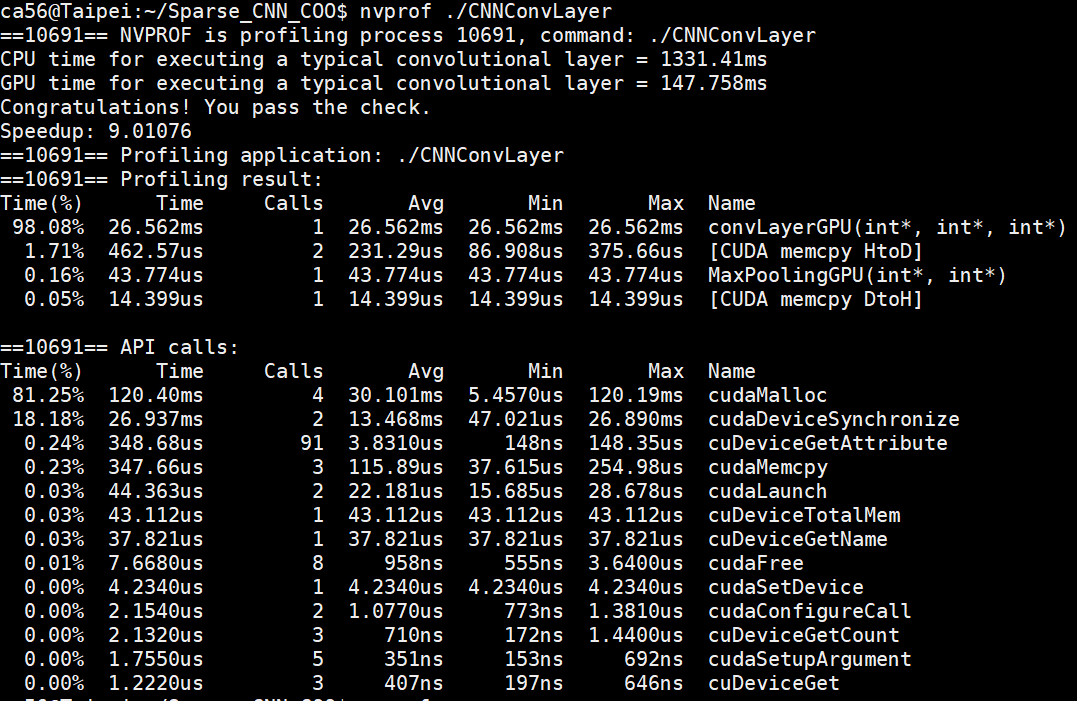 ca56@Taipei:~/Sparse_CNN_COO$ nvprof ./CNNConvLayer
==10691== NVPROF is profiling process 10691, command: ./CNNConvLayer
CPU time for executing a typical convolutional layer = 1331.41ms
GPU time for executing a typical convolutional layer = 147.758ms
Congratulations! You pass the check.
Speedup: 9.01076
==10691== Profiling application: ./CNNConvLayer
==10691== Profiling result:
Time(%)      Time     Calls       Avg       Min       Max  Name
 98.08%  26.562ms         1  26.562ms  26.562ms  26.562ms  convLayerGPU(int*, int*, int*)
  1.71%  462.57us         2  231.29us  86.908us  375.66us  [CUDA memcpy HtoD]
  0.16%  43.774us         1  43.774us  43.774us  43.774us  MaxPoolingGPU(int*, int*)
  0.05%  14.399us         1  14.399us  14.399us  14.399us  [CUDA memcpy DtoH]

==10691== API calls:
Time(%)      Time     Calls       Avg       Min       Max  Name
 81.25%  120.40ms         4  30.101ms  5.4570us  120.19ms  cudaMalloc
 18.18%  26.937ms         2  13.468ms  47.021us  26.890ms  cudaDeviceSynchronize
  0.24%  348.68us        91  3.8310us     148ns  148.35us  cuDeviceGetAttribute
  0.23%  347.66us         3  115.89us  37.615us  254.98us  cudaMemcpy
  0.03%  44.363us         2  22.181us  15.685us  28.678us  cudaLaunch
  0.03%  43.112us         1  43.112us  43.112us  43.112us  cuDeviceTotalMem
  0.03%  37.821us         1  37.821us  37.821us  37.821us  cuDeviceGetName
  0.01%  7.6680us         8     958ns     555ns  3.6400us  cudaFree
  0.00%  4.2340us         1  4.2340us  4.2340us  4.2340us  cudaSetDevice
  0.00%  2.1540us         2  1.0770us     773ns  1.3810us  cudaConfigureCall
  0.00%  2.1320us         3     710ns     172ns  1.4400us  cuDeviceGetCount
  0.00%  1.7550us         5     351ns     153ns     692ns  cudaSetupArgument
  0.00%  1.2220us         3     407ns     197ns     646ns  cuDeviceGet